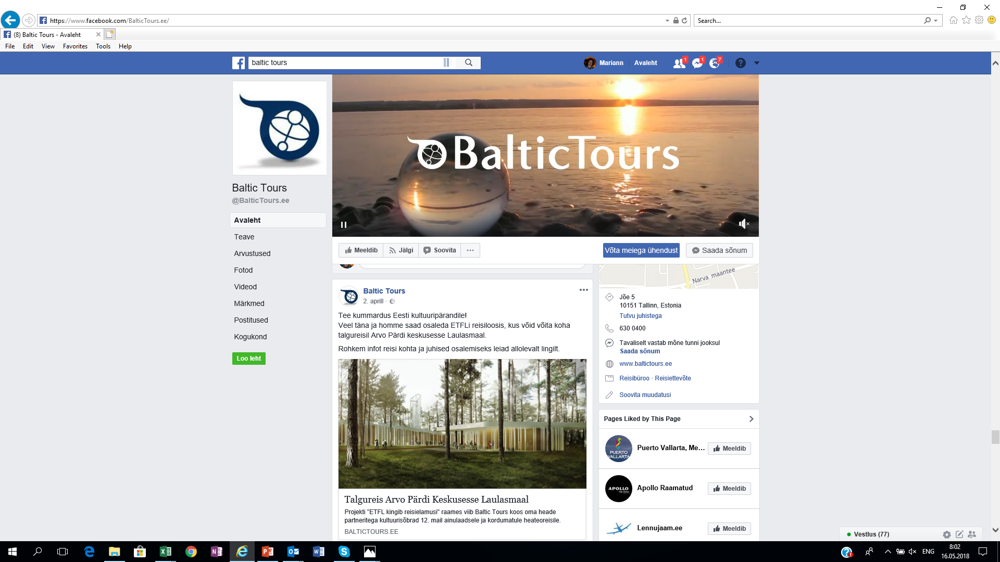 https://www.facebook.com/BalticTours.ee/
Search...
(8) Baltic Tours - Avaleht
File Edit View Favorites Tools Help
baltic tours
Mariann Avaleht
1 1 7
BalticTours
Baltic Tours
@BalticTours.ee
Avaleht
Teave
Arvustused
Fotod
Videod
Märkmed
Postitused
Kogukond
Loo leht
Meeldib Jälgi Soovita ...
Võta meiega ühendust Saada sõnum
Baltic Tours
2. aprill ·
Tee kummardus Eesti kultuuripärandile!
Veel täna ja homme saad osaleda ETFLi reisiloosis, kus võid võita koha
talgureisil Arvo Pärdi keskusesse Laulasmaal.
Rohkem infot reisi kohta ja juhised osalemiseks leiad allolevalt lingilt.
Talgureis Arvo Pärdi Keskusesse Laulasmaal
Projekti "ETFL kingib reisielamusi" raames viib Baltic Tours koos oma heade
partneritega kultuurisõbrad 12. mail ainulaadsele ja kordumatule heateoreisile.
BALTICTOURS.EE
Narva maantee
Jõe 5
10151 Tallinn, Estonia
Tutvu juhistega
630 0400
Tavaliselt vastab mõne tunni jooksul
Saada sõnum
www.baltictours.ee
Reisibüroo · Reisiettevõte
Soovita muudatusi
Pages Liked by This Page
PUERTO
VALLARTA
Puerto Vallarta, Me... Meeldib
APOLLO
Apollo Raamatud Meeldib
Lennujaam.ee Meeldib
Vestlus (77)
ENG
8:02
16.05.2018